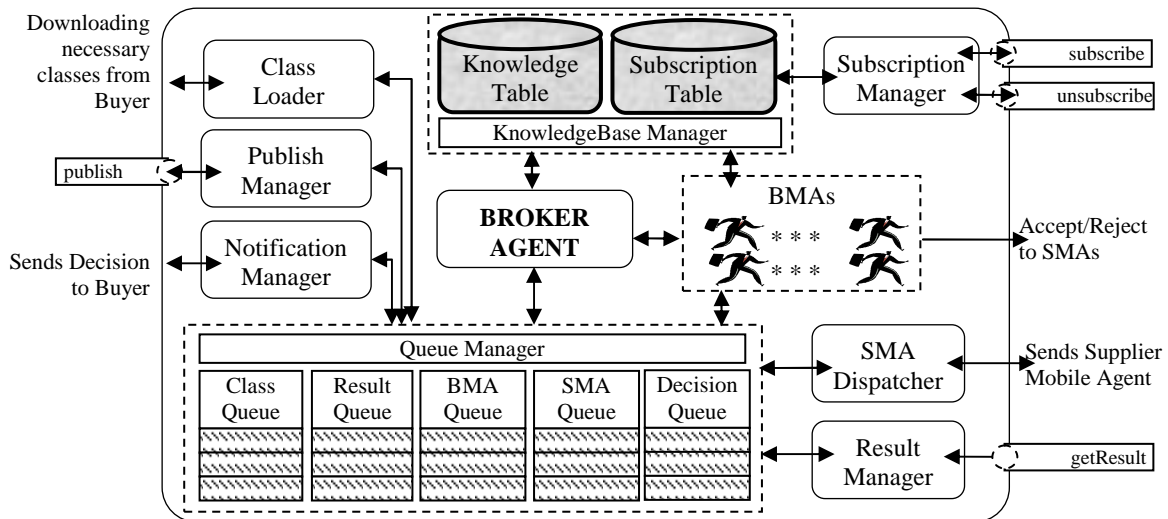 Downloading
necessary
classes from
Buyer
Class
Loader
Knowledge
Table
Subscription
Table
KnowledgeBase Manager
Subscription
Manager
subscribe
unsubscribe
publish
Publish
Manager
BROKER
AGENT
BMAs
* * *
* * *
Accept/Reject
to SMAs
Sends Decision
to Buyer
Notification
Manager
Queue Manager
Class
Queue
Result
Queue
BMA
Queue
SMA
Queue
Decision
Queue
SMA
Dispatcher
Sends Supplier
Mobile Agent
Result
Manager
getResult